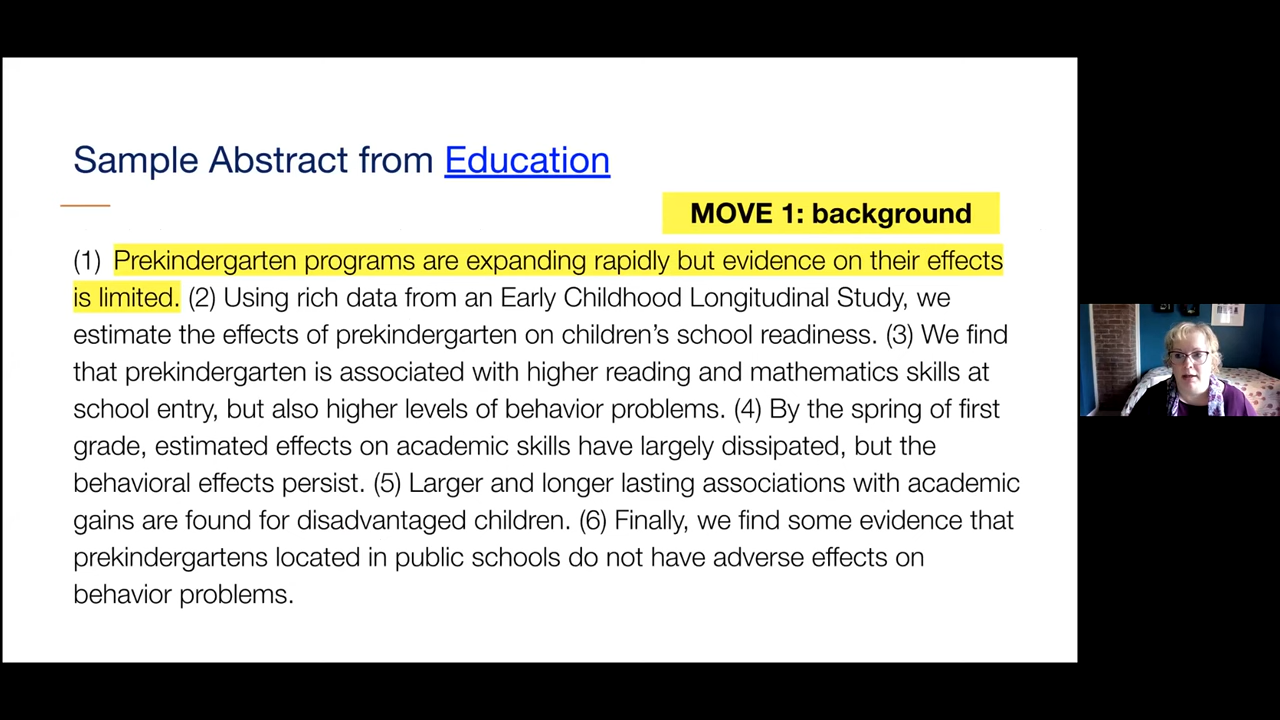 Sample Abstract from Education
MOVE 1: background
(1) Prekindergarten programs are expanding rapidly but evidence on their effects
is limited. (2) Using rich data from an Early Childhood Longitudinal Study, we
estimate the effects of prekindergarten on children’s school readiness. (3) We find
that prekindergarten is associated with higher reading and mathematics skills at
school entry, but also higher levels of behavior problems. (4) By the spring of first
grade, estimated effects on academic skills have largely dissipated, but the
behavioral effects persist. (5) Larger and longer lasting associations with academic
gains are found for disadvantaged children. (6) Finally, we find some evidence that
prekindergartens located in public schools do not have adverse effects on
behavior problems.